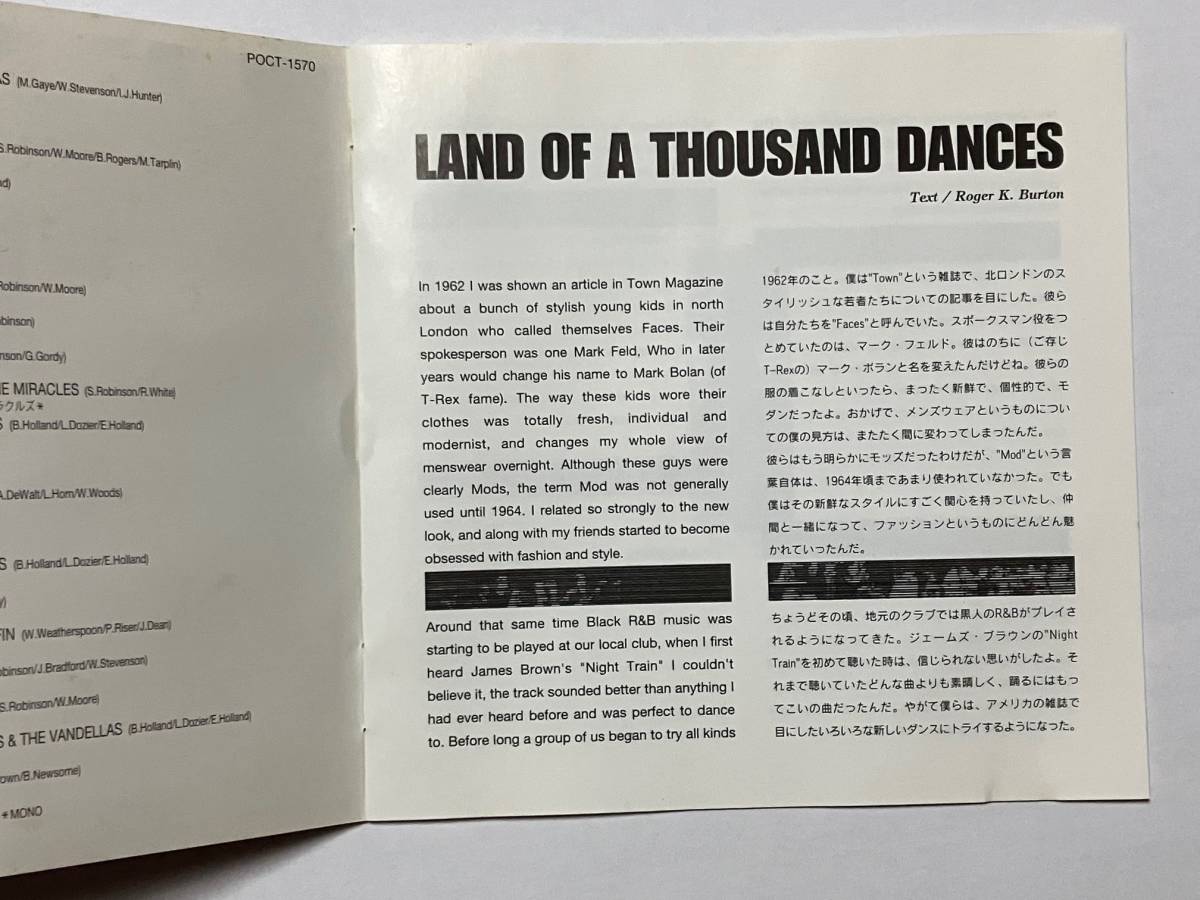 POCT-1570
(M.Gaye/W.Stevenson/I.J.Hunter)
S.Robinson/W.Moore/B.Rogers/M.Tarplin)
Robinson/W.Moore)
G.Gordy)
MIRACLES (S.Robinson/R.White)
(B.Holland/L.Dozier/E.Holland)
A.DeWalt/L.Horn/W.Woods)
(B.Holland/L.Dozier/E.Holland)
(W.Weatherspoon/P.Riser/J.Dean)
J.Bradford/W.Stevenson)
S.Robinson/W.Moore)
& THE VANDELLAS (B.Holland/L.Dozier/E.Holland)
B.Newsome)
＊MONO
LAND OF A THOUSAND DANCES
Text / Roger K. Burton
In 1962 I was shown an article in Town Magazine
about a bunch of stylish young kids in north
London who called themselves Faces. Their
spokesperson was one Mark Feld, Who in later
years would change his name to Mark Bolan (of
T-Rex fame). The way these kids wore their
clothes was totally fresh, individual and
modernist, and changes my whole view of
menswear overnight. Although these guys were
clearly Mods, the term Mod was not generally
used until 1964. I related so strongly to the new
look, and along with my friends started to become
obsessed with fashion and style.
Around that same time Black R&B music was
starting to be played at our local club, when I first
heard James Brown's "Night Train" I couldn't
believe it, the track sounded better than anything I
had ever heard before and was perfect to dance
to. Before long a group of us began to try all kinds
1962年のこと。僕は"Town"という雑誌で、北ロンドンのス
タイリッシュな若者たちについての記事を目にした。彼ら
は自分たちを"Faces"と呼んでいた。スポークスマン役をつ
とめていたのは、マーク・フェルド。彼はのちに（ご存じ
T-Rexの）マーク・ボランと名を変えたんだけどね。彼らの
服の着こなしといったら、まったく新鮮で、個性的で、モ
ダンだったよ。おかげで、メンズウェアというものについ
ての僕の見方は、またたく間に変わってしまったんだ。
彼らはもう明らかにモッズだったわけだが、"Mod"という言
葉自体は、1964年頃まであまり使われていなかった。でも
僕はその新鮮なスタイルにすごく関心を持っていたし、仲
間と一緒になって、ファッションというものにどんどん魅
かれていったんだ。
ちょうどその頃、地元のクラブでは黒人のR&Bがプレイさ
れるようになってきた。ジェームズ・ブラウンの"Night
Train"を初めて聴いた時は、信じられない思いがしたよ。そ
れまで聴いていたどんな曲よりも素晴しく、踊るにはもっ
てこいの曲だったんだ。やがて僕らは、アメリカの雑誌で
目にしたいろいろな新しいダンスにトライするようになった。